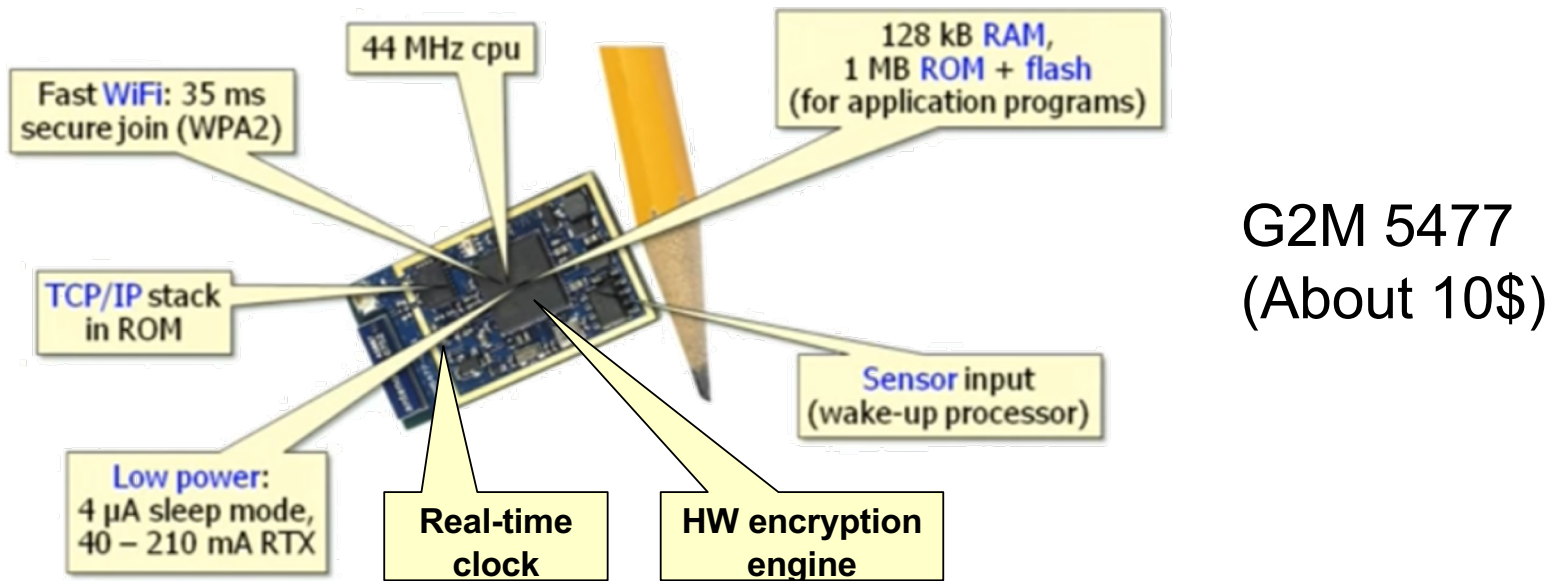 44 MHz cpu
128 kB RAM,
1 MB ROM + flash
(for application programs)
Fast WiFi: 35 ms
secure join (WPA2)
G2M 5477
(About 10$)
TCP/IP stack
in ROM
Sensor input
(wake-up processor)
Low power:
4 µA sleep mode,
40 – 210 mA RTX
Real-time
clock
HW encryption
engine